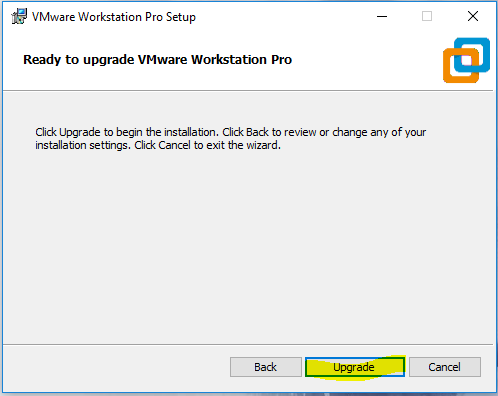 VMware Workstation Pro Setup
Ready to upgrade VMware Workstation Pro
Click Upgrade to begin the installation. Click Back to review or change any of your
installation settings. Click Cancel to exit the wizard.
Back
Upgrade
Cancel